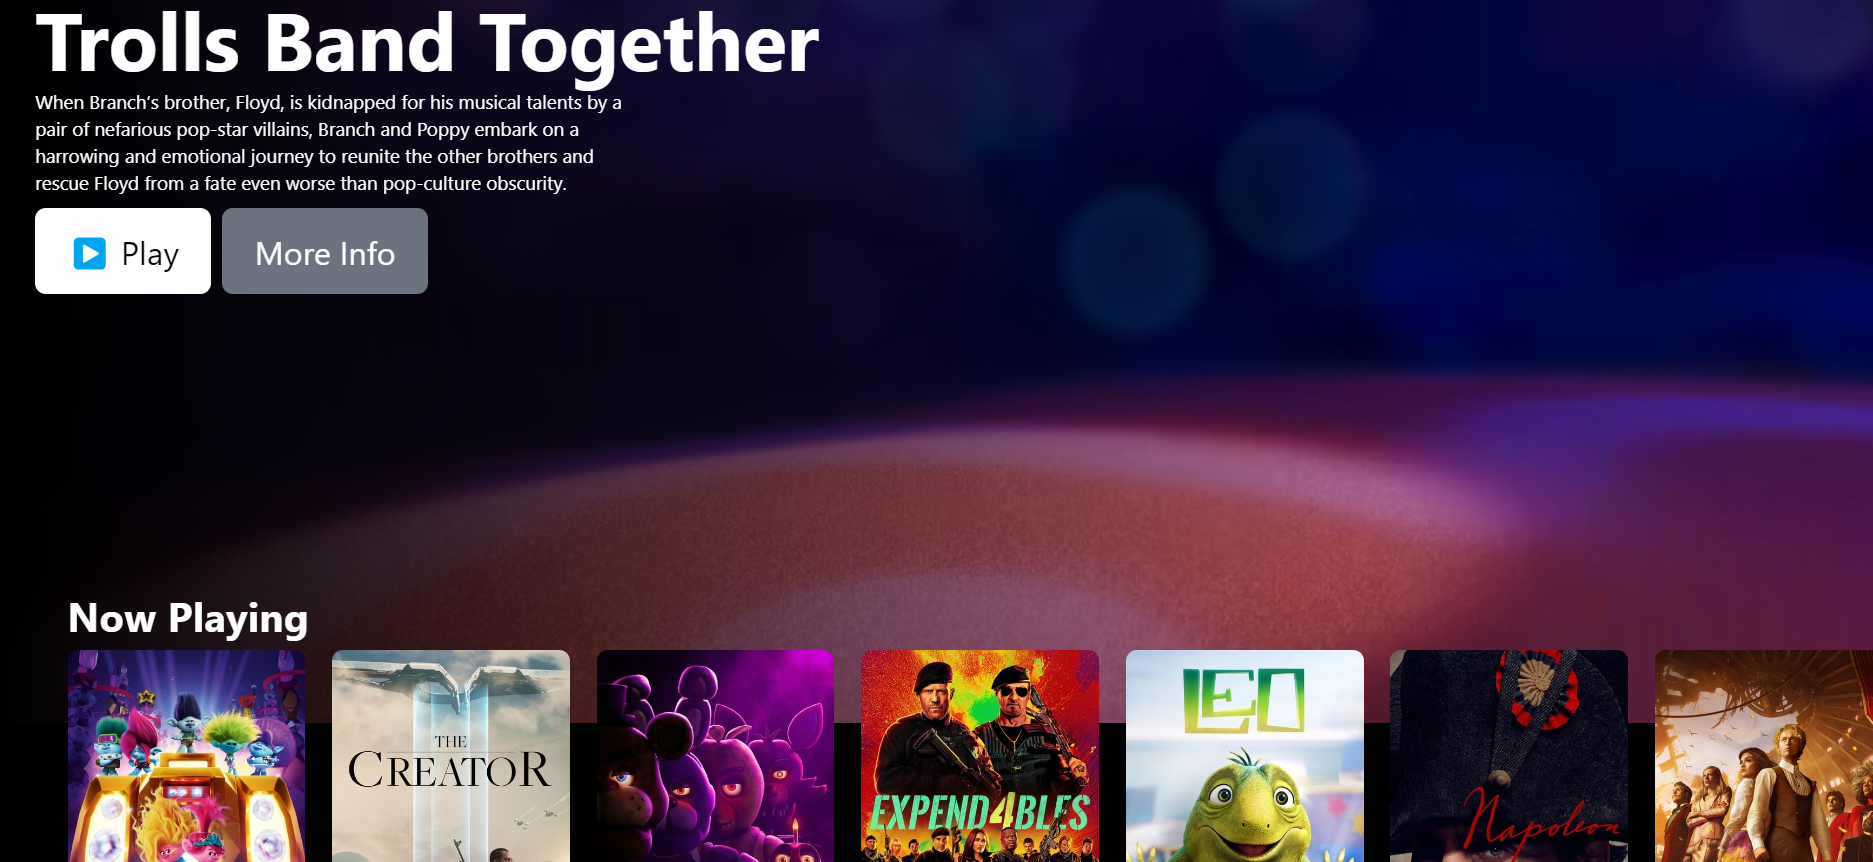 Trolls Band Together
When Branch’s brother, Floyd, is kidnapped for his musical talents by a
pair of nefarious pop-star villains, Branch and Poppy embark on a
harrowing and emotional journey to reunite the other brothers and
rescue Floyd from a fate even worse than pop-culture obscurity.
Play
More Info
Now Playing
THE
CREATOR
EXPEND4BLES
LEO
Napoleon